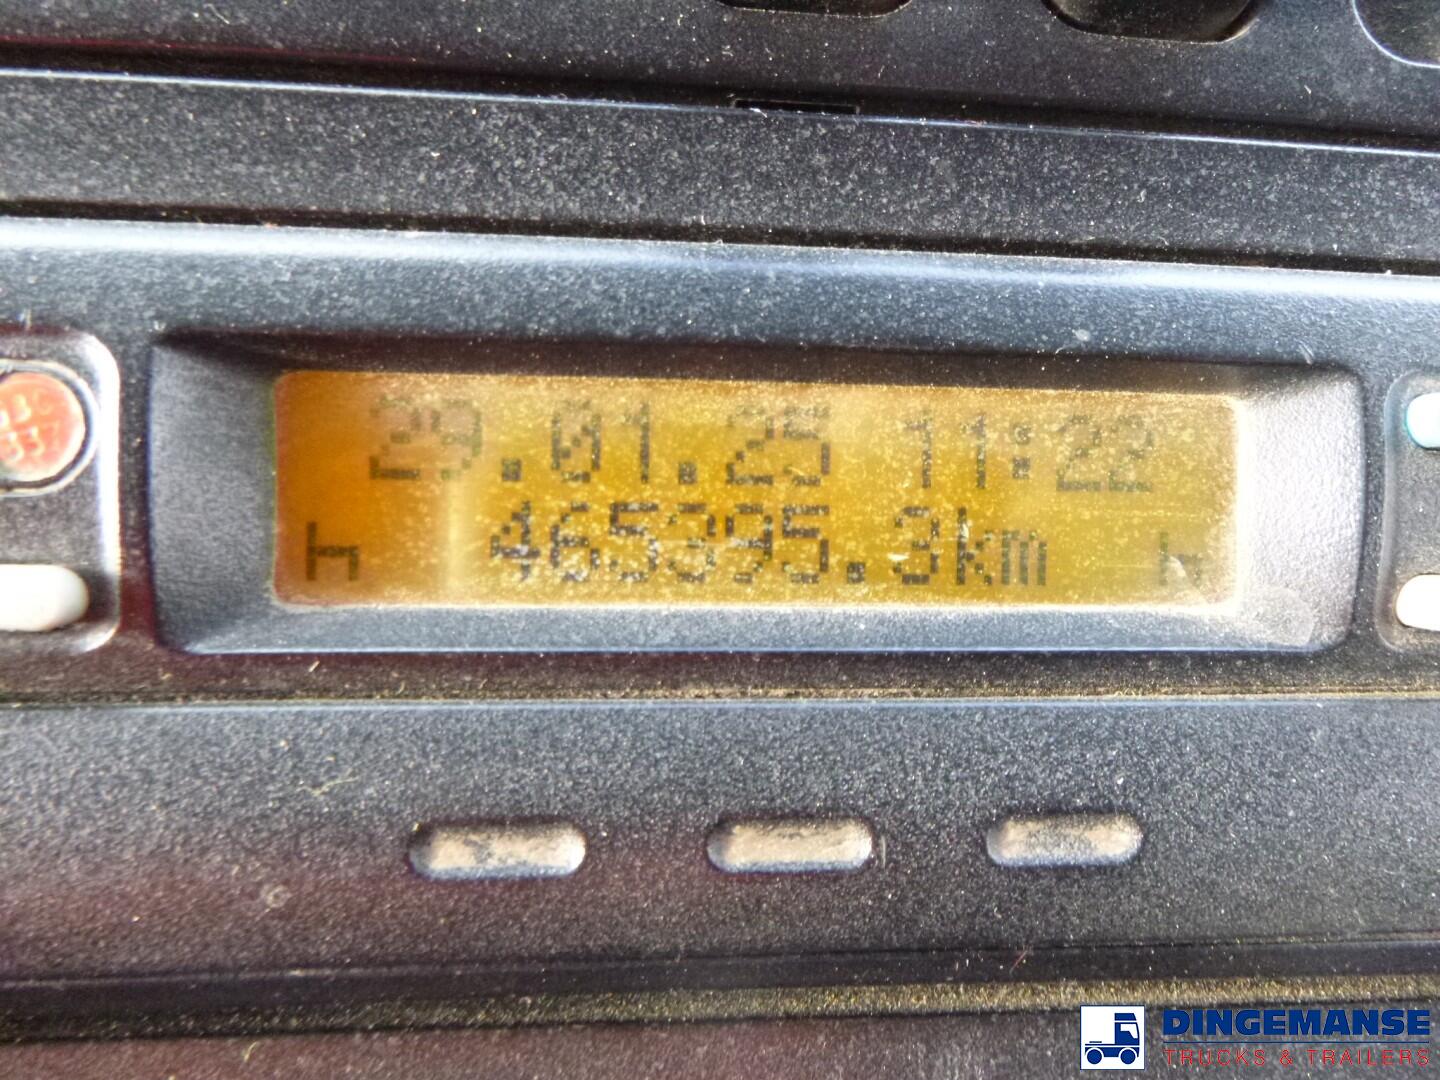 29.01.25 11:22
465395.3km
DINGEMANSE
TRUCKS & TRAILERS